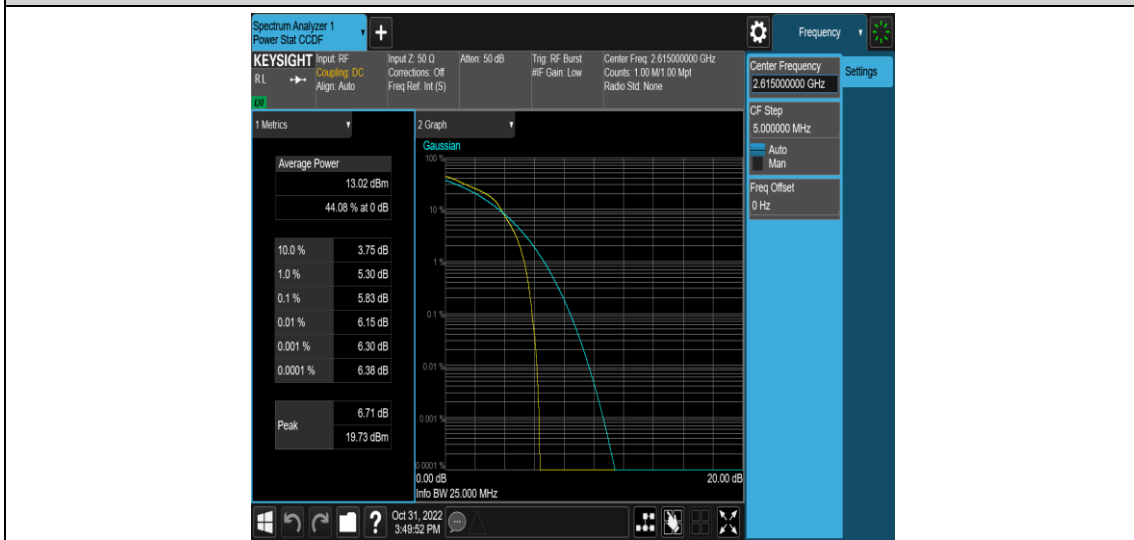 Spectrum Analyzer 1
Power Stat CCDF
+
Frequency
KEYSIGHT
RL
LXI
Input: RF
Coupling: DC
Align: Auto
Input Z: 50 Ω
Corrections: Off
Freq Ref: Int (S)
Atten: 50 dB
Trig: RF Burst
#IF Gain: Low
Center Freq: 2.615000000 GHz
Counts: 1.00 M/1.00 Mpt
Radio Std: None
Center Frequency
2.615000000 GHz
Settings
CF Step
5.000000 MHz
Auto
Man
Freq Offset
0 Hz
1 Metrics
Average Power
13.02 dBm
44.08 % at 0 dB
10.0 % 3.75 dB
1.0 % 5.30 dB
0.1 % 5.83 dB
0.01 % 6.15 dB
0.001 % 6.30 dB
0.0001 % 6.38 dB
Peak
6.71 dB
19.73 dBm
2 Graph
Gaussian
100 %
10 %
1 %
0.1 %
0.01 %
0.001 %
0.0001 %
0.00 dB 20.00 dB
Info BW 25.000 MHz
?
Oct 31, 2022
3:49:52 PM